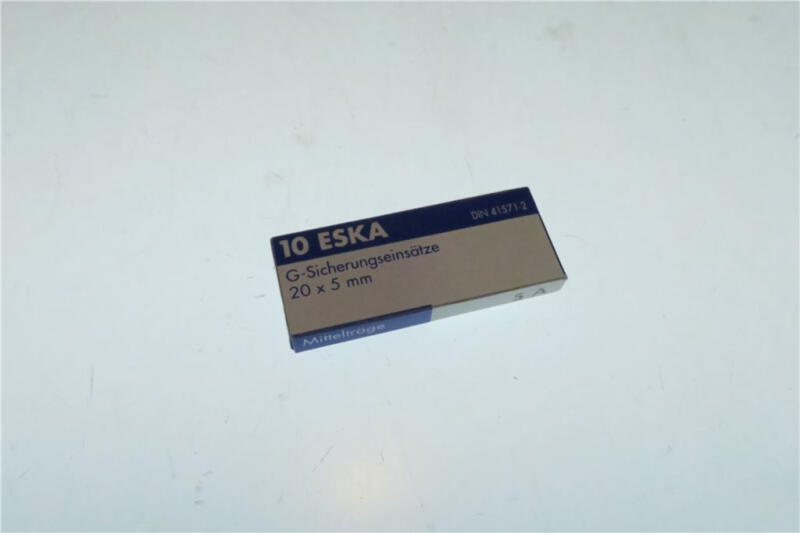 10 ESKA
DIN 41571-2
G-Sicherungseinsätze
20 x 5 mm
Mittelträge
5 A